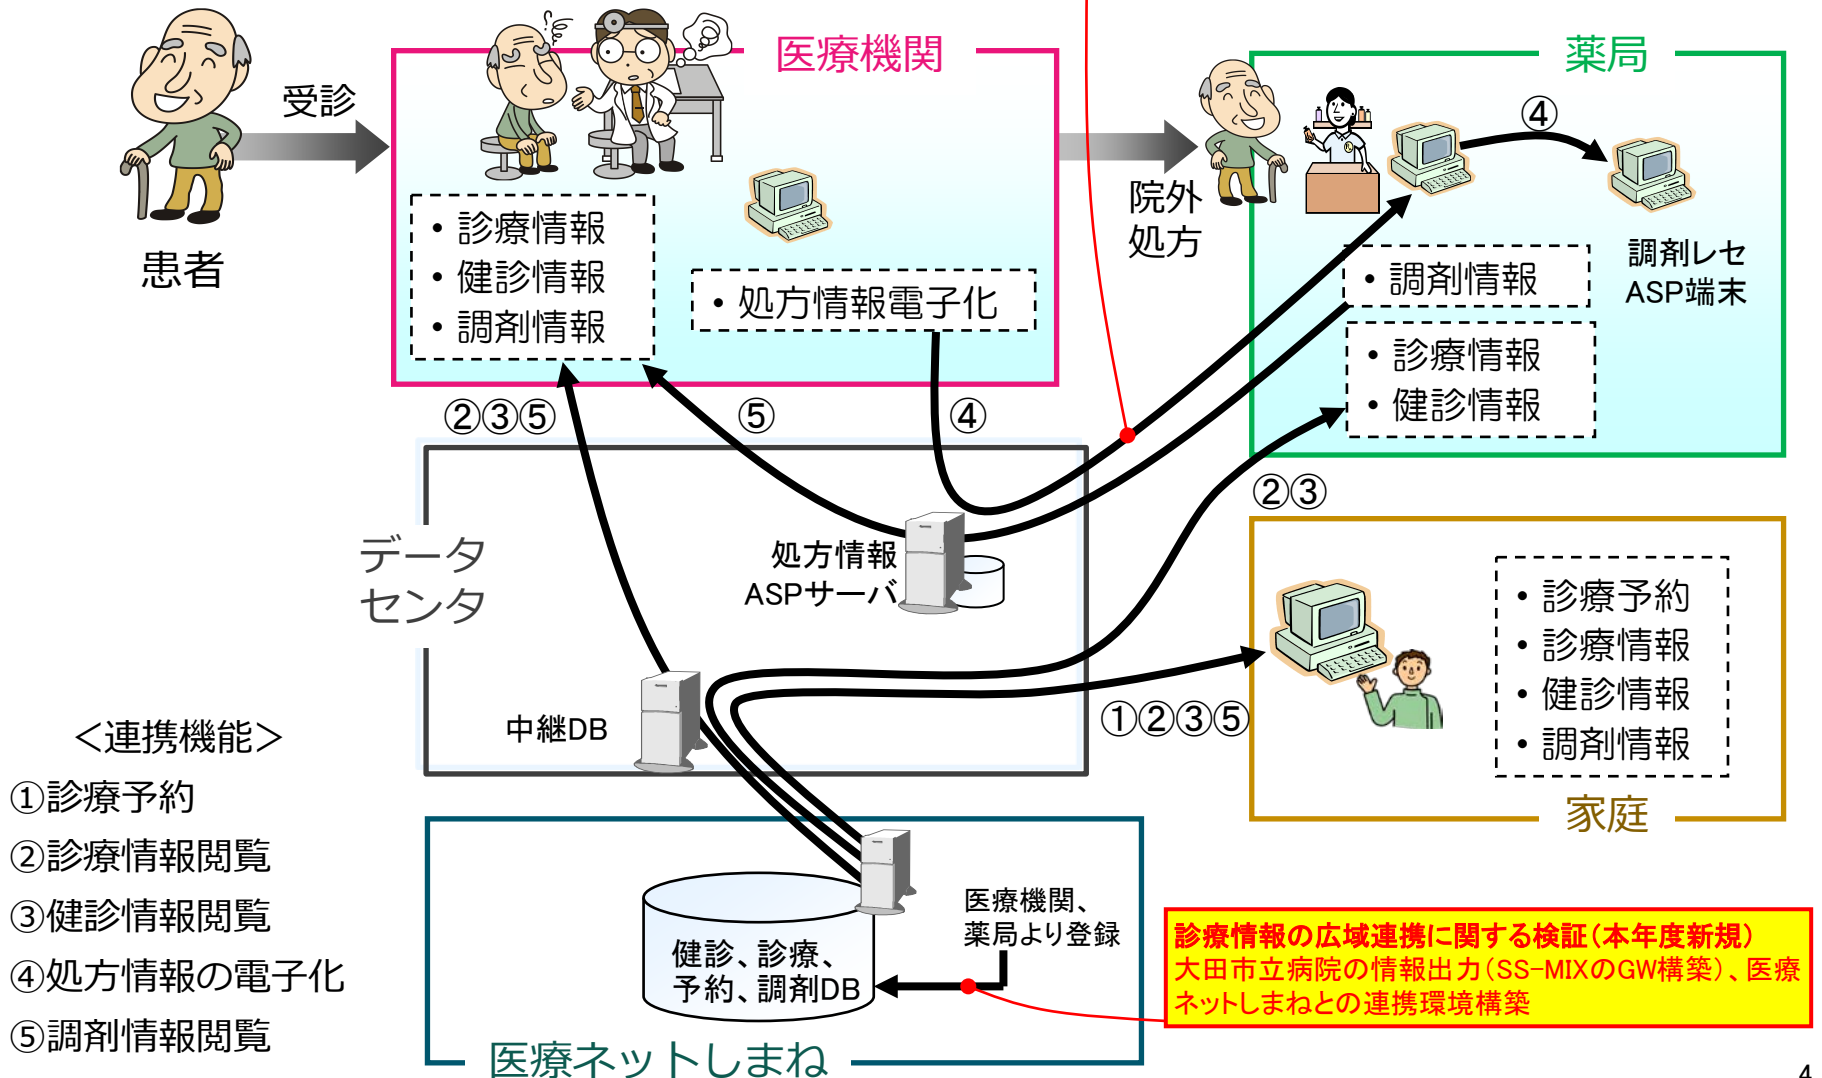 受診
患者
医療機関
・診療情報
・健診情報
・調剤情報
・処方情報電子化
院外
処方
薬局
④
調剤レセ
ASP端末
・調剤情報
・診療情報
・健診情報
②③⑤
⑤
④
②③
データ
センタ
処方情報
ASPサーバ
中継DB
①②③⑤
・診療予約
・診療情報
・健診情報
・調剤情報
家庭
＜連携機能＞
①診療予約
②診療情報閲覧
③健診情報閲覧
④処方情報の電子化
⑤調剤情報閲覧
健診、診療、
予約、調剤DB
医療機関、
薬局より登録
医療ネットしまね
診療情報の広域連携に関する検証（本年度新規）
大田市立病院の情報出力（SS-MIXのGW構築）、医療
ネットしまねとの連携環境構築
4